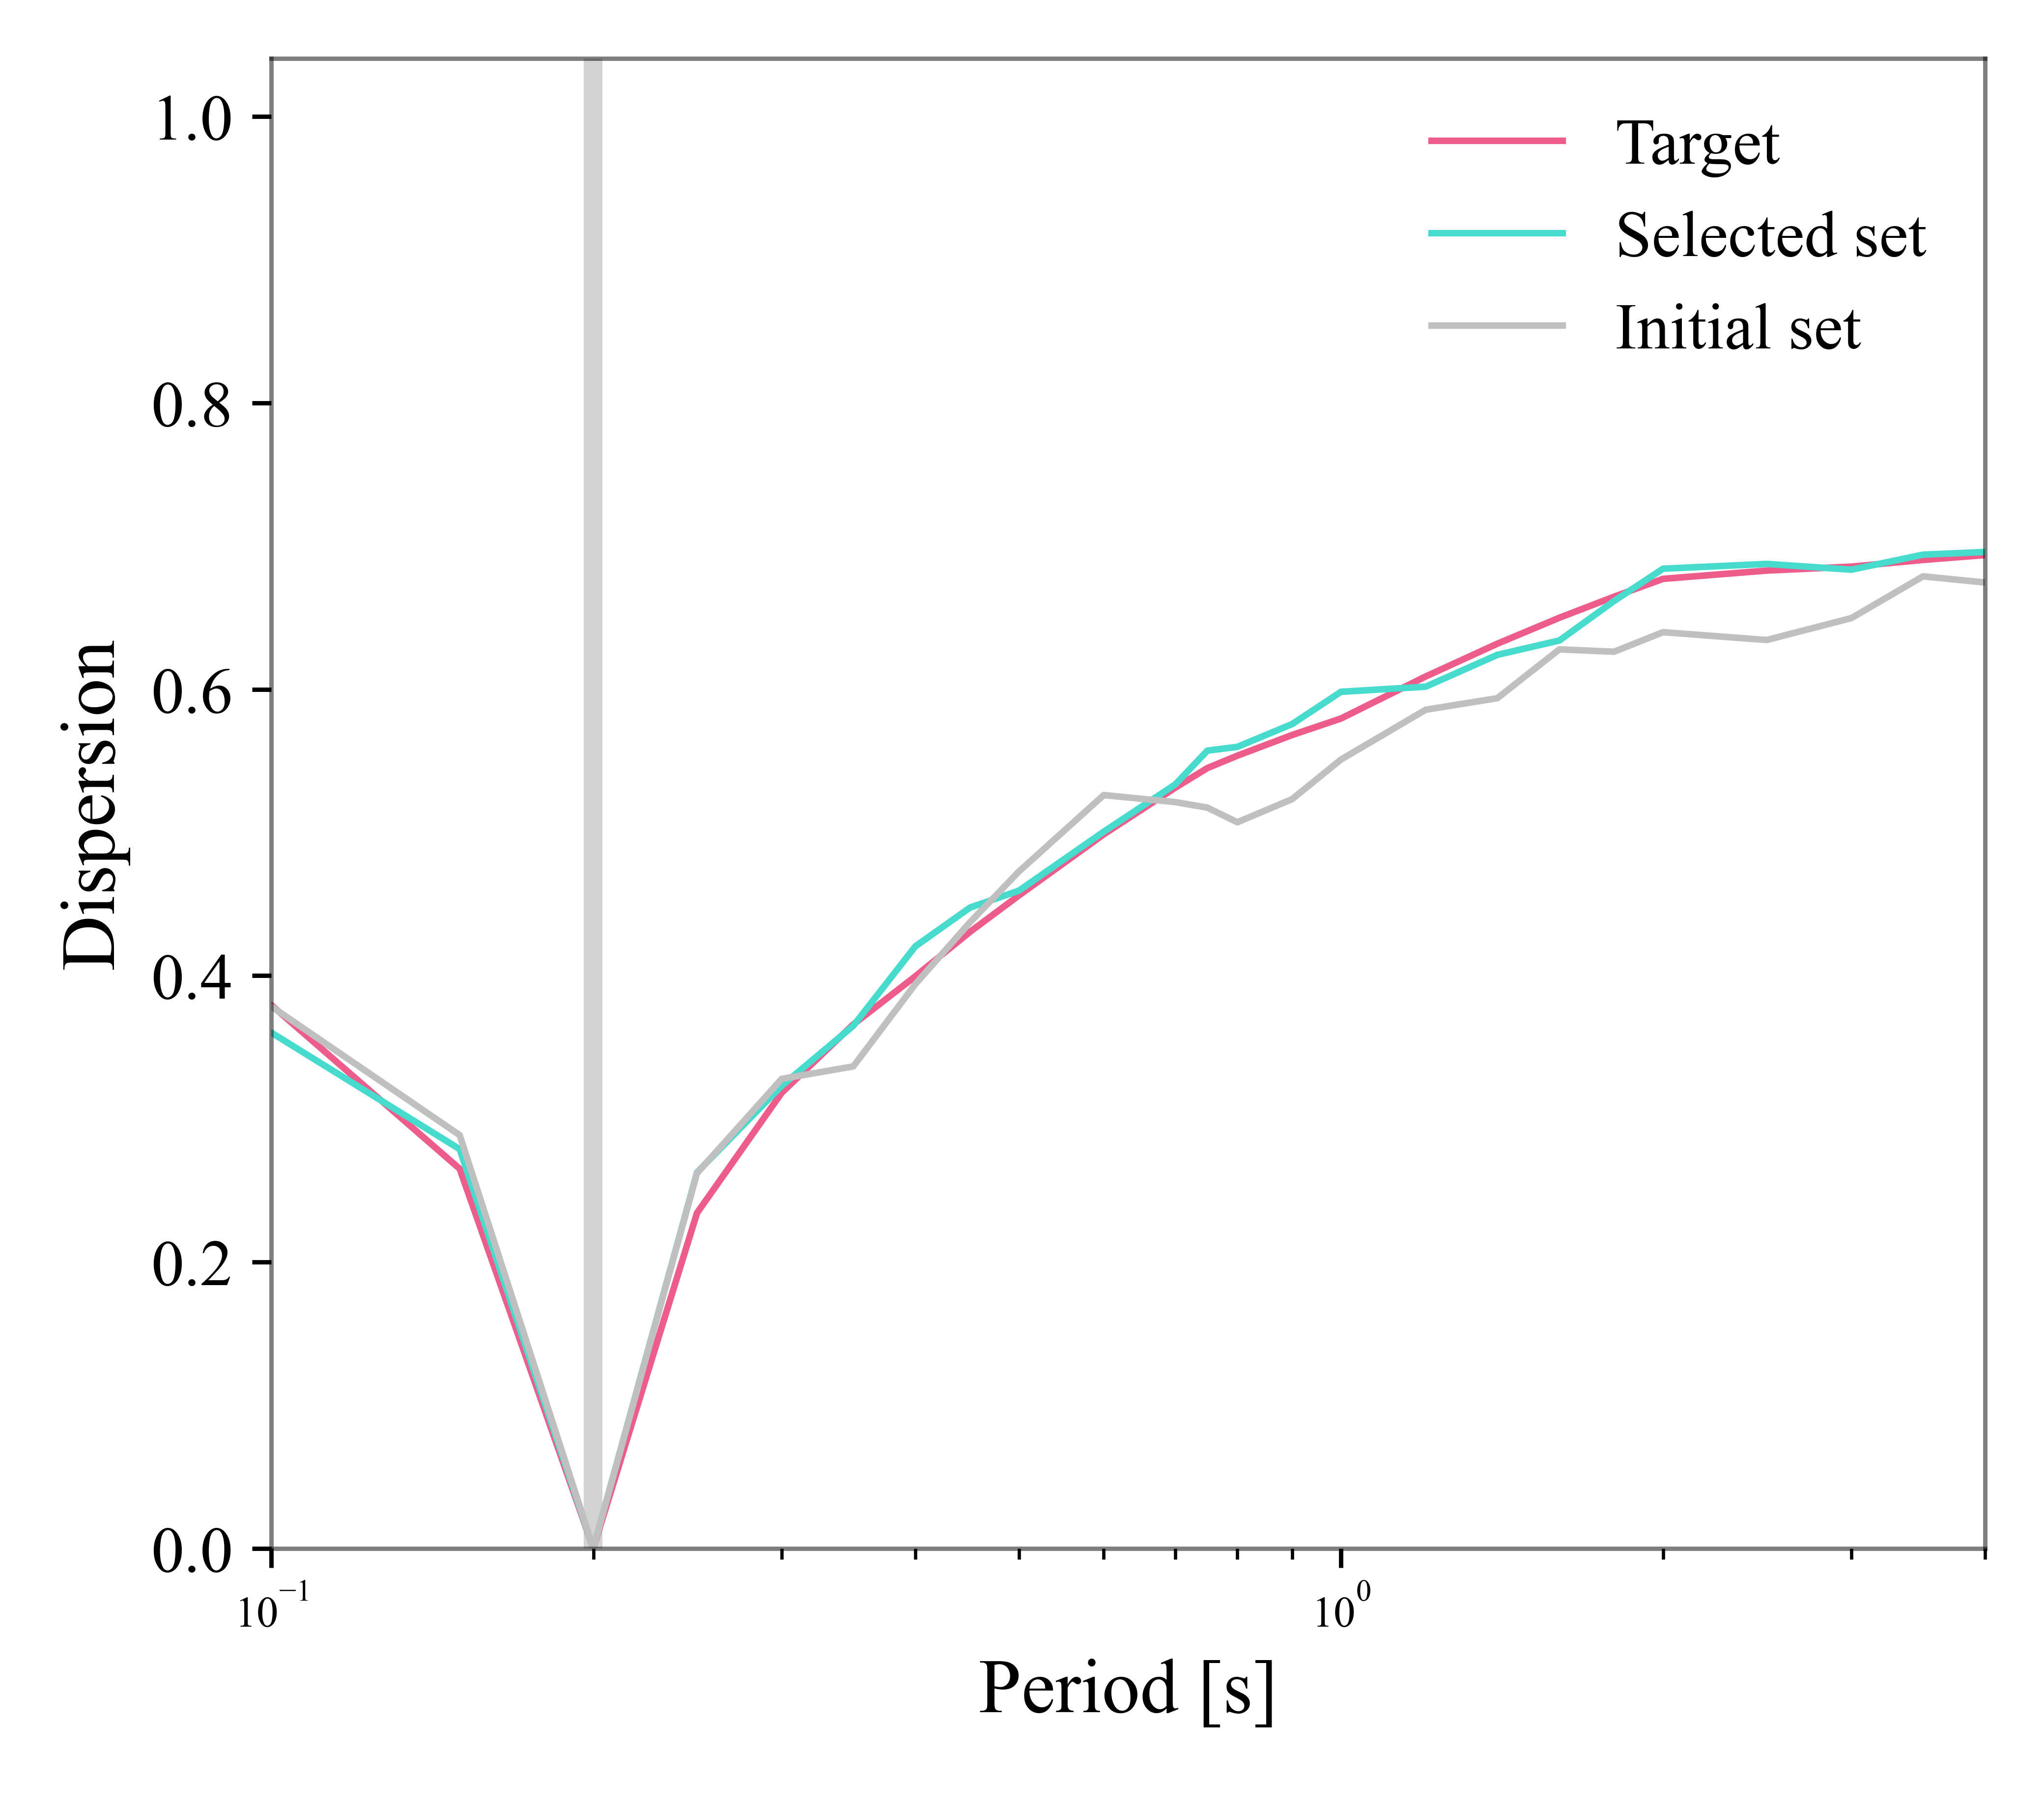 1.0
0.8
0.6
0.4
0.2
0.0
Dispersion
Target
Selected set
Initial set
10⁻¹
10⁰
Period [s]